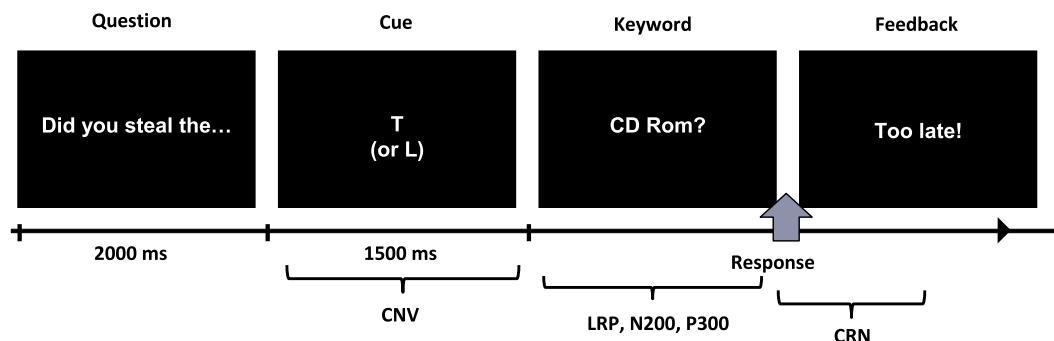 Question
Cue
Keyword
Feedback
Did you steal the...
T
(or L)
CD Rom?
Too late!
2000 ms
1500 ms
Response
CNV
LRP, N200, P300
CRN